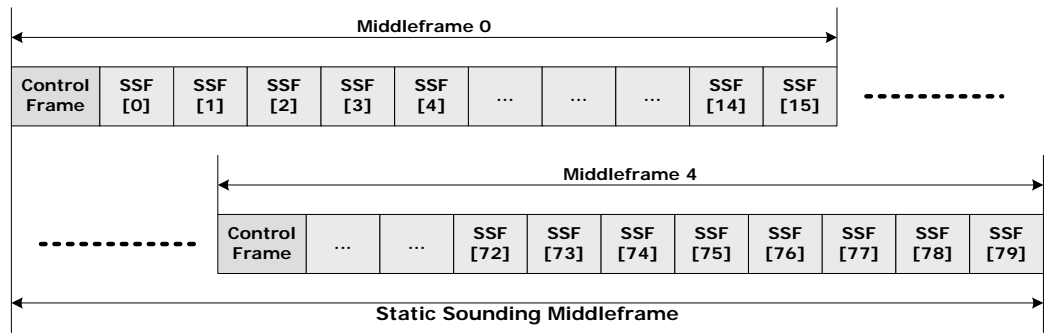 Middleframe 0
Control Frame
SSF [0]
SSF [1]
SSF [2]
SSF [3]
SSF [4]
...
...
...
SSF [14]
SSF [15]
Middleframe 4
Control Frame
...
...
SSF [72]
SSF [73]
SSF [74]
SSF [75]
SSF [76]
SSF [77]
SSF [78]
SSF [79]
Static Sounding Middleframe